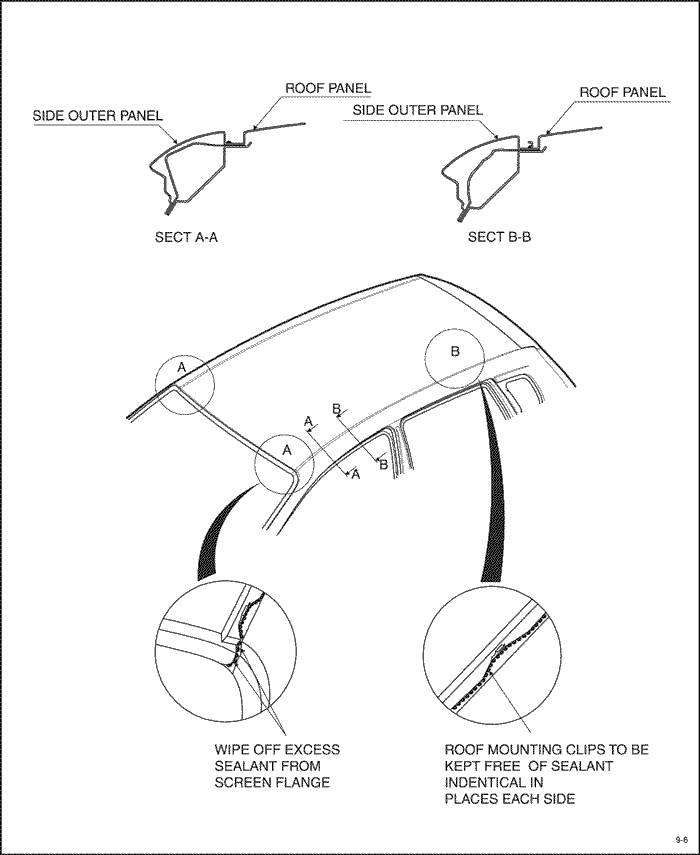 ROOF PANEL
SIDE OUTER PANEL
ROOF PANEL
SIDE OUTER PANEL
SECT A-A
SECT B-B
A
B
A
A
B
A
B
WIPE OFF EXCESS
SEALANT FROM
SCREEN FLANGE
ROOF MOUNTING CLIPS TO BE
KEPT FREE OF SEALANT
INDENTICAL IN
PLACES EACH SIDE
9-6